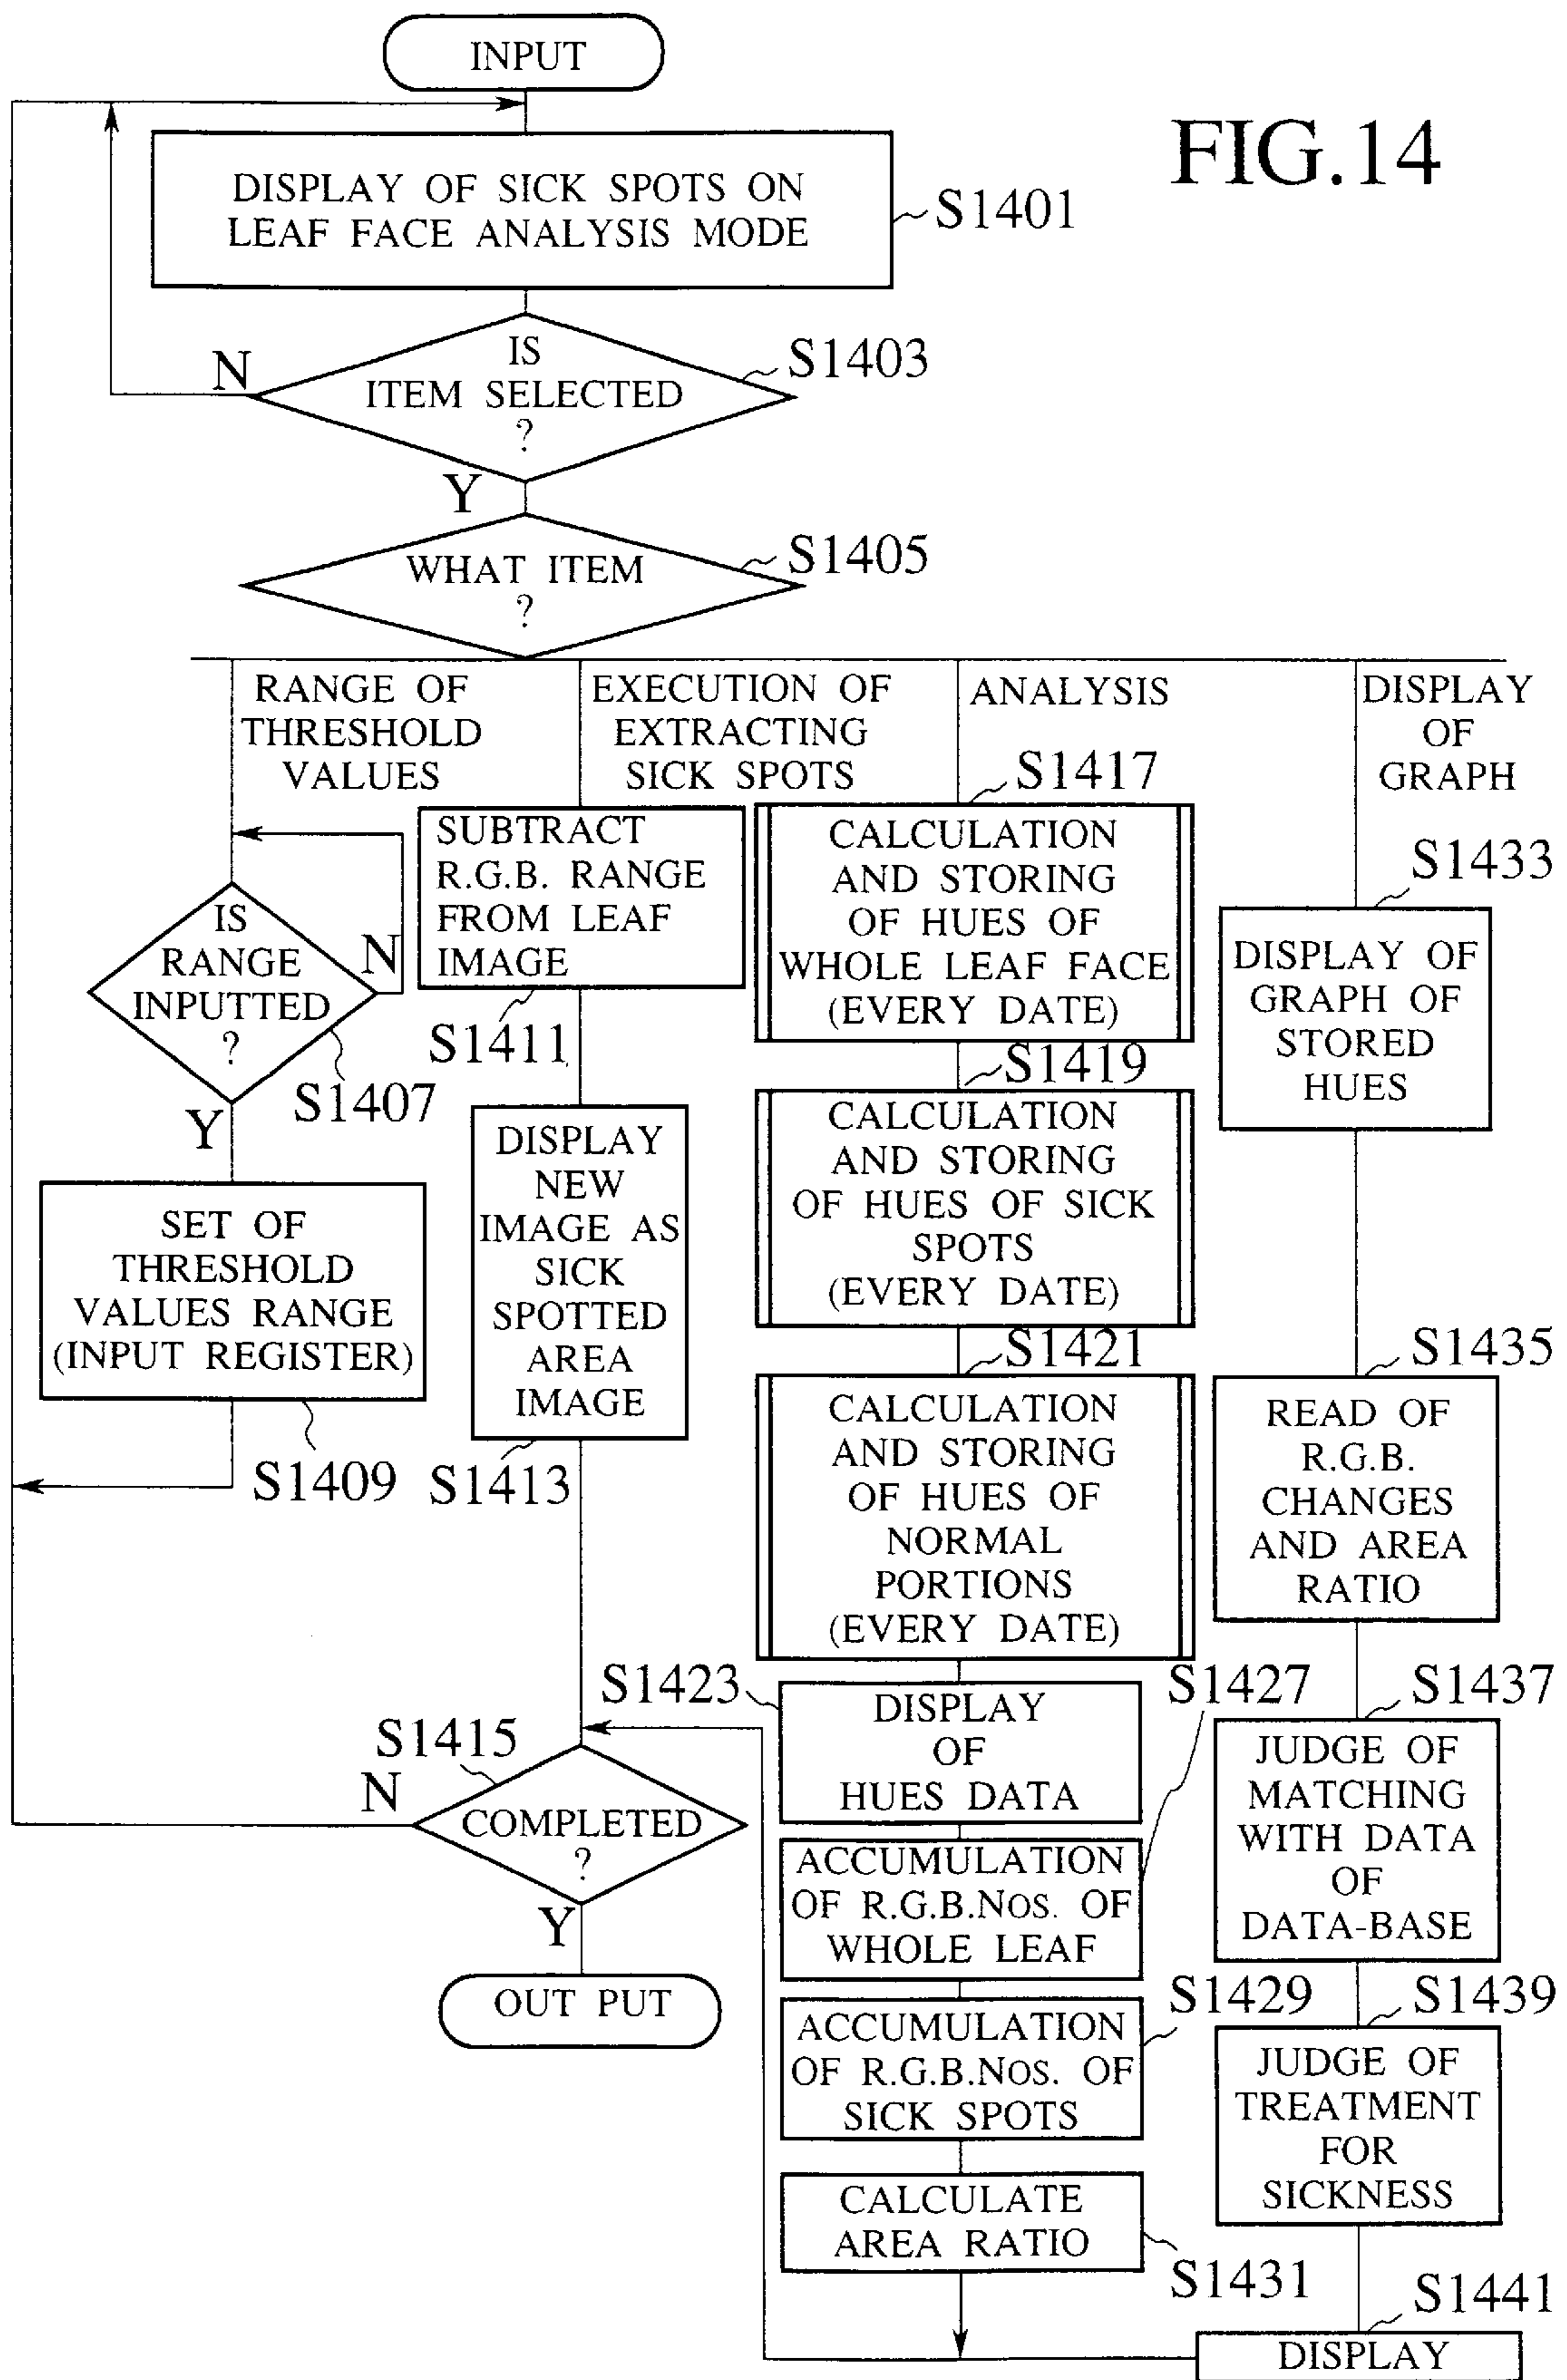 INPUT
FIG.14
DISPLAY OF SICK SPOTS ON
LEAF FACE ANALYSIS MODE
S1401
IS
ITEM SELECTED
?
S1403
N
Y
WHAT ITEM
?
S1405
RANGE OF
THRESHOLD
VALUES
IS
RANGE
INPUTTED
?
N
S1407
Y
SET OF
THRESHOLD
VALUES RANGE
(INPUT REGISTER)
S1409
EXECUTION OF
EXTRACTING
SICK SPOTS
SUBTRACT
R.G.B. RANGE
FROM LEAF
IMAGE
S1411
DISPLAY
NEW
IMAGE AS
SICK
SPOTTED
AREA
IMAGE
S1413
S1415
N
COMPLETED
?
Y
OUT PUT
ANALYSIS
S1417
CALCULATION
AND STORING
OF HUES OF
WHOLE LEAF FACE
(EVERY DATE)
S1419
CALCULATION
AND STORING
OF HUES OF SICK
SPOTS
(EVERY DATE)
S1421
CALCULATION
AND STORING
OF HUES OF
NORMAL
PORTIONS
(EVERY DATE)
S1423
DISPLAY
OF
HUES DATA
S1427
ACCUMULATION
OF R.G.B.NOS. OF
WHOLE LEAF
S1429
ACCUMULATION
OF R.G.B.NOS. OF
SICK SPOTS
CALCULATE
AREA RATIO
S1431
DISPLAY
OF
GRAPH
S1433
DISPLAY OF
GRAPH OF
STORED
HUES
S1435
READ OF
R.G.B.
CHANGES
AND AREA
RATIO
S1437
JUDGE OF
MATCHING
WITH DATA
OF
DATA-BASE
S1439
JUDGE OF
TREATMENT
FOR
SICKNESS
S1441
DISPLAY